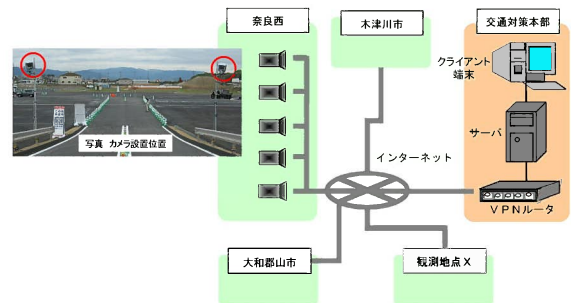 奈良西
木津川市
交通対策本部
クライアント
端末
写真 カメラ設置位置
サーバ
インターネット
VPNルータ
大和郡山市
観測地点X